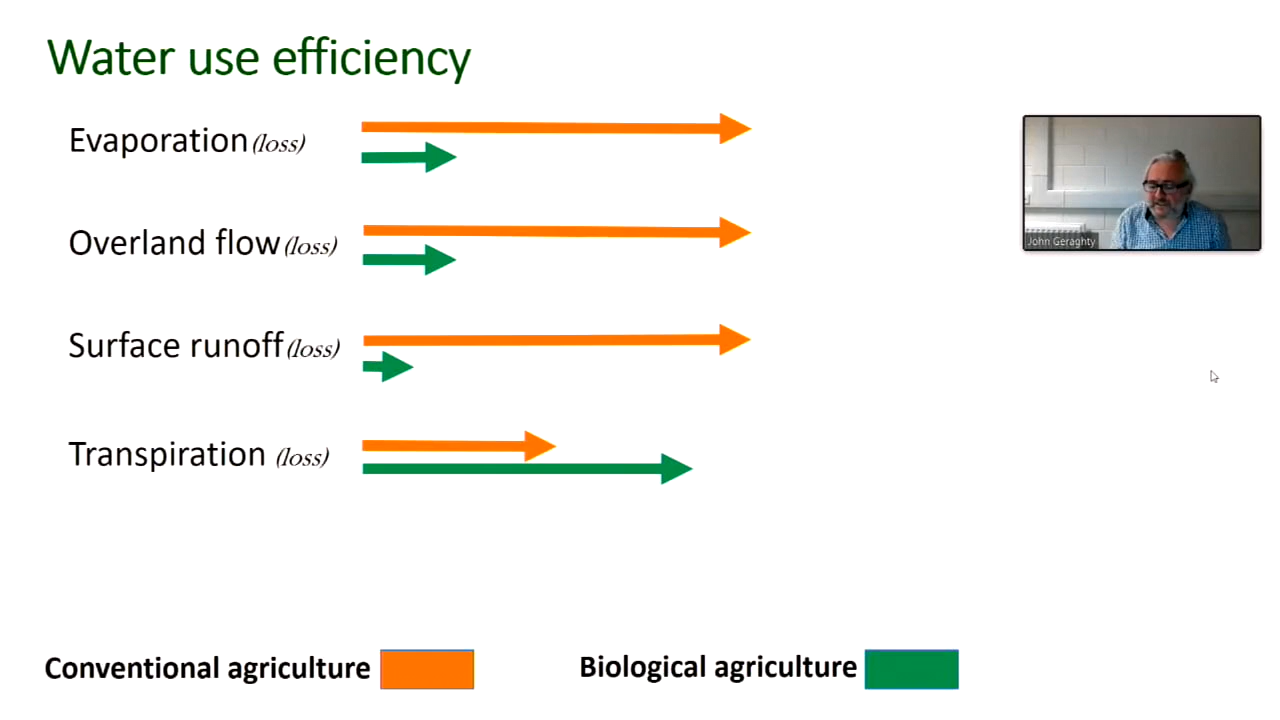 Water use efficiency
Evaporation (loss)
Overland flow (loss)
Surface runoff (loss)
Transpiration (loss)
John Geraghty
Conventional agriculture
Biological agriculture